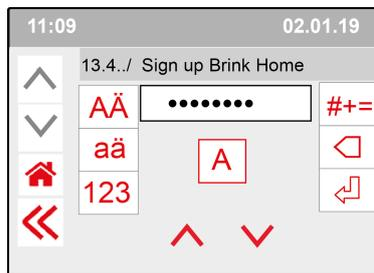 11:09 02.01.19
13.4../ Sign up Brink Home
AÄ •••••••• #+=
aä A
123